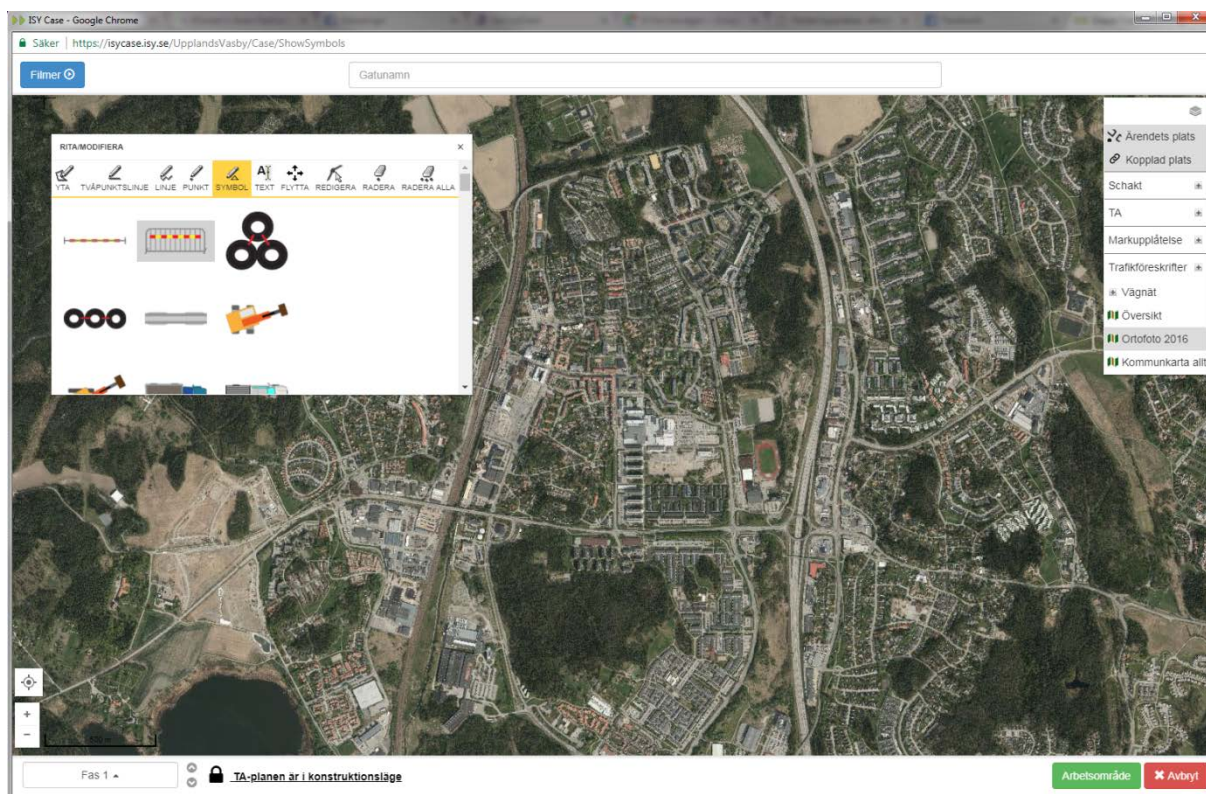 ISY Case - Google Chrome
Säker | https://isycase.isy.se/UpplandsVasby/Case/ShowSymbols
Filmer
Gatunamn
RITA/MODIFIERA ×
YTA TVÅPUNKTSLINJE LINJE PUNKT SYMBOL TEXT FLYTTA REDIGERA RADERA RADERA ALLA
Ärendets plats
Kopplad plats
Schakt
TA
Markupplåtelse
Trafikföreskrifter
Vägnät
Översikt
Ortofoto 2016
Kommunkarta allt
+
−
500 m
Fas 1
TA-planen är i konstruktionsläge
Arbetsområde
Avbryt